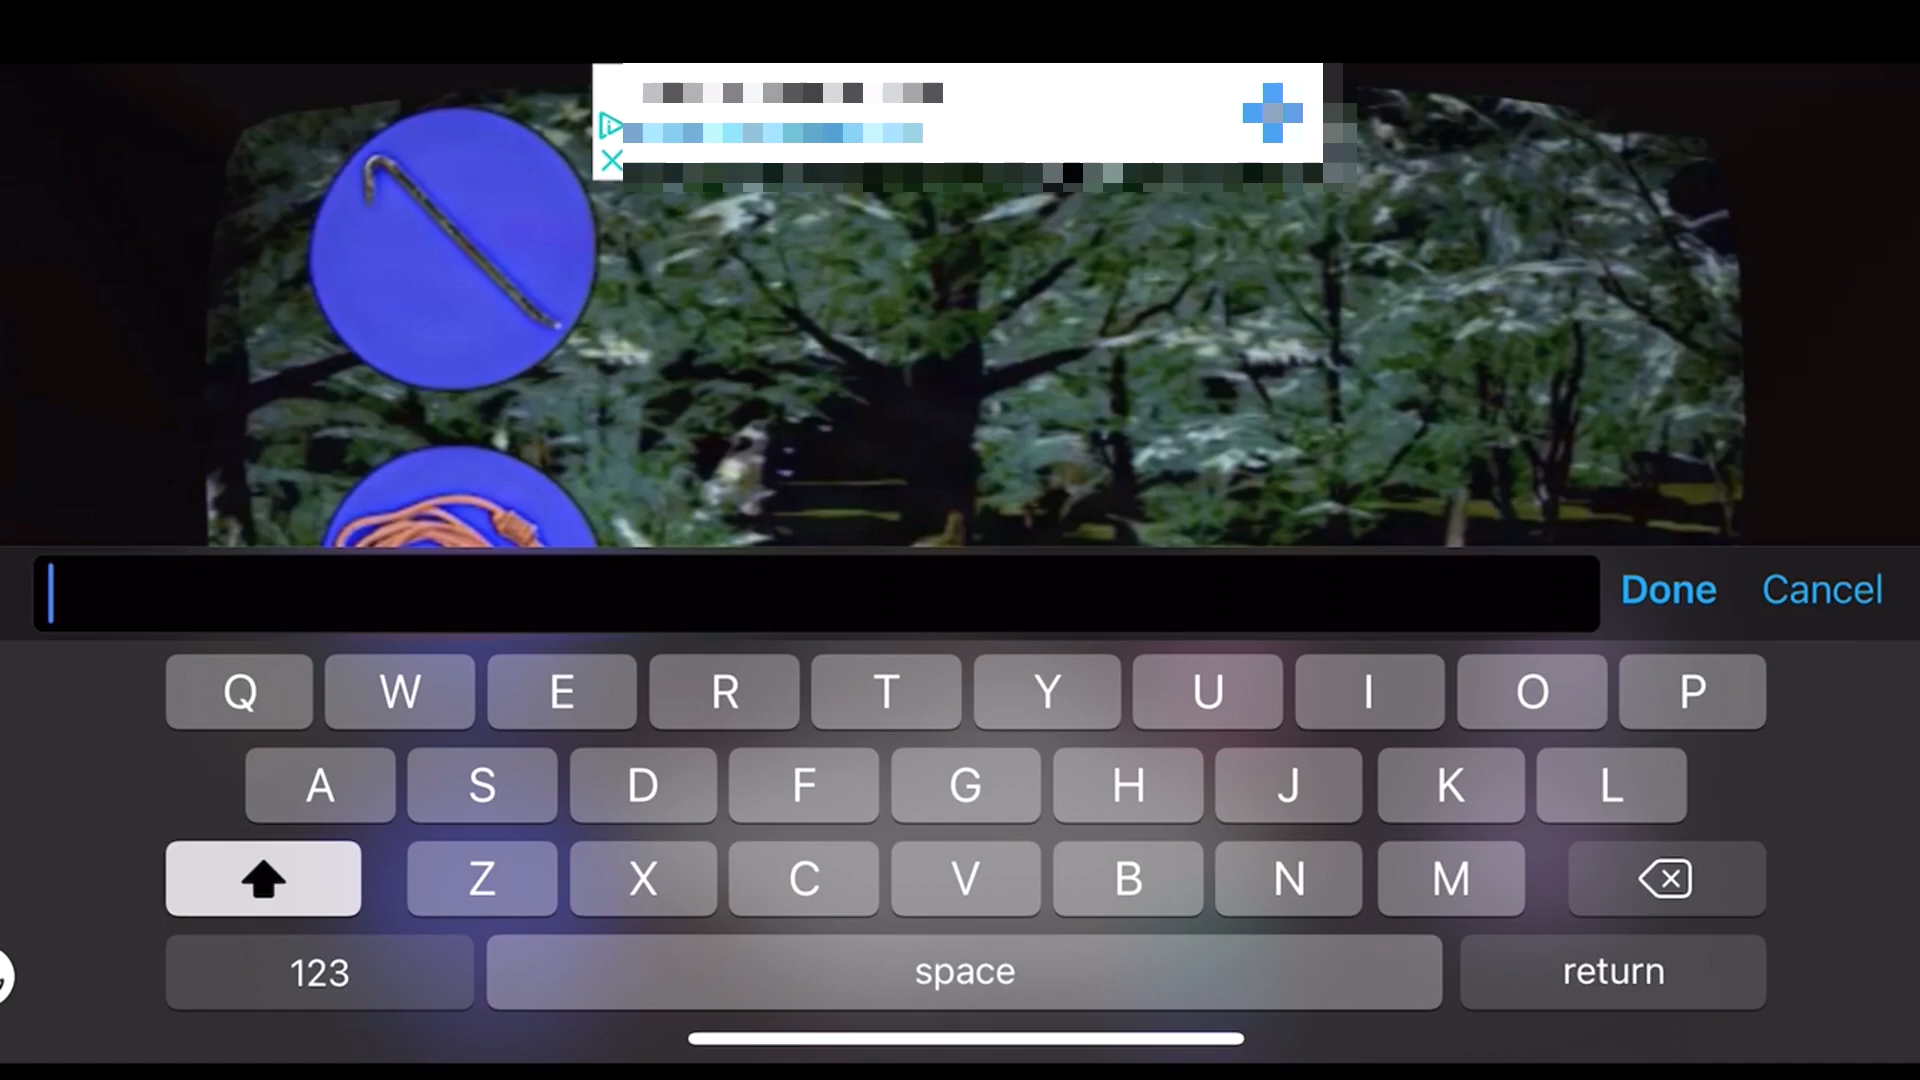 Done Cancel
Q W E R T Y U I O P
A S D F G H J K L
Z X C V B N M
123 space return